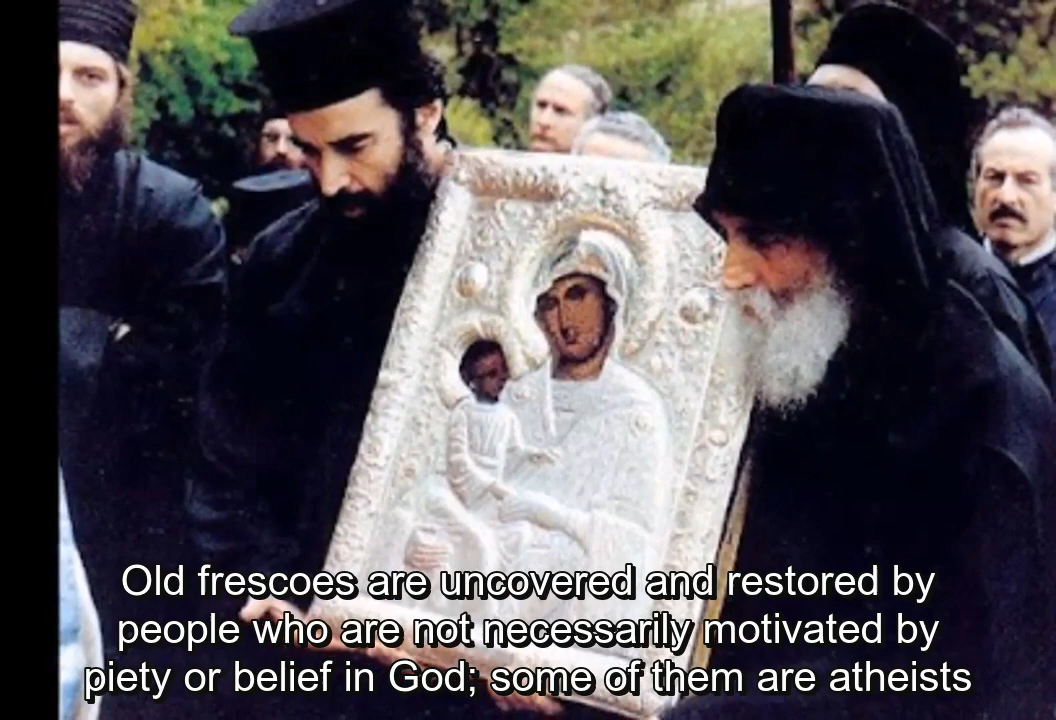 Old frescoes are uncovered and restored by
people who are not necessarily motivated by
piety or belief in God; some of them are atheists